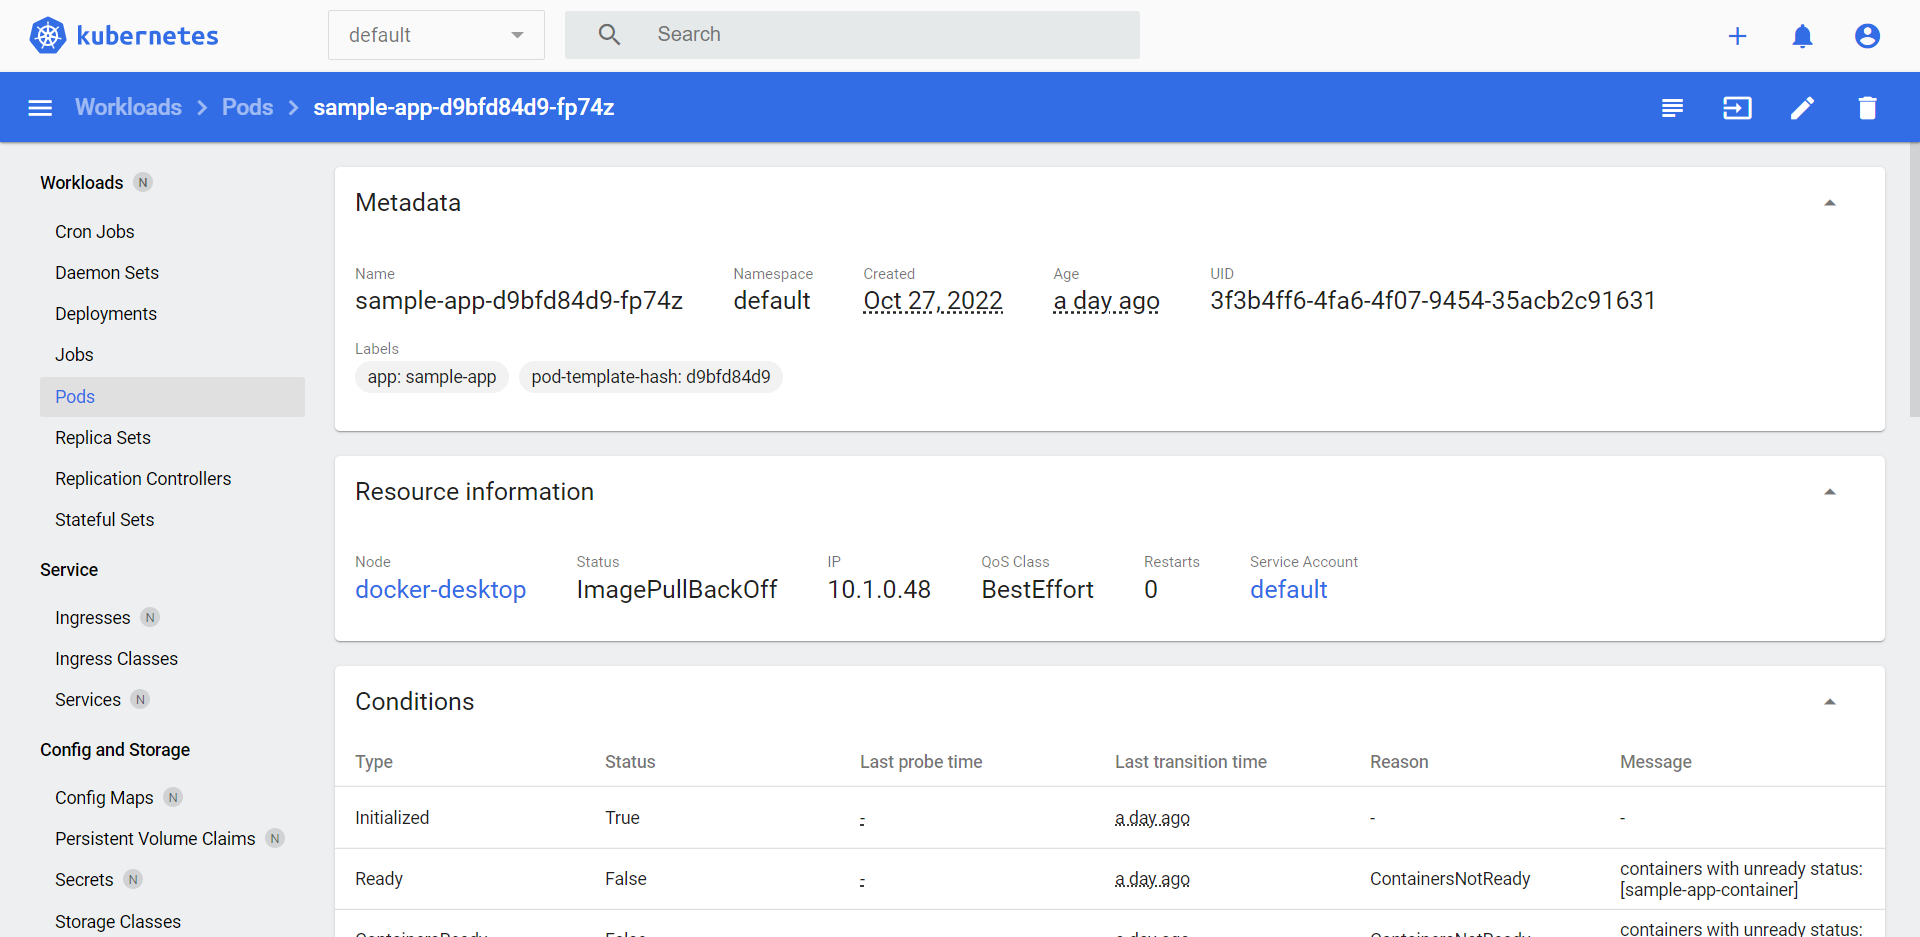 kubernetes
default
Search
Workloads
Pods
sample-app-d9bfd84d9-fp74z
Workloads N
Cron Jobs
Daemon Sets
Deployments
Jobs
Pods
Replica Sets
Replication Controllers
Stateful Sets
Service
Ingresses N
Ingress Classes
Services N
Config and Storage
Config Maps N
Persistent Volume Claims N
Secrets N
Storage Classes
Metadata
Name Namespace Created Age UID
sample-app-d9bfd84d9-fp74z default Oct 27, 2022 a day ago 3f3b4ff6-4fa6-4f07-9454-35acb2c91631
Labels
app: sample-app pod-template-hash: d9bfd84d9
Resource information
Node Status IP QoS Class Restarts Service Account
docker-desktop ImagePullBackOff 10.1.0.48 BestEffort 0 default
Conditions
Type Status Last probe time Last transition time Reason Message
Initialized True - a day ago - -
Ready False - a day ago ContainersNotReady containers with unready status:
[sample-app-container]
ContainersReady False a day ago ContainersNotReady containers with unready status: